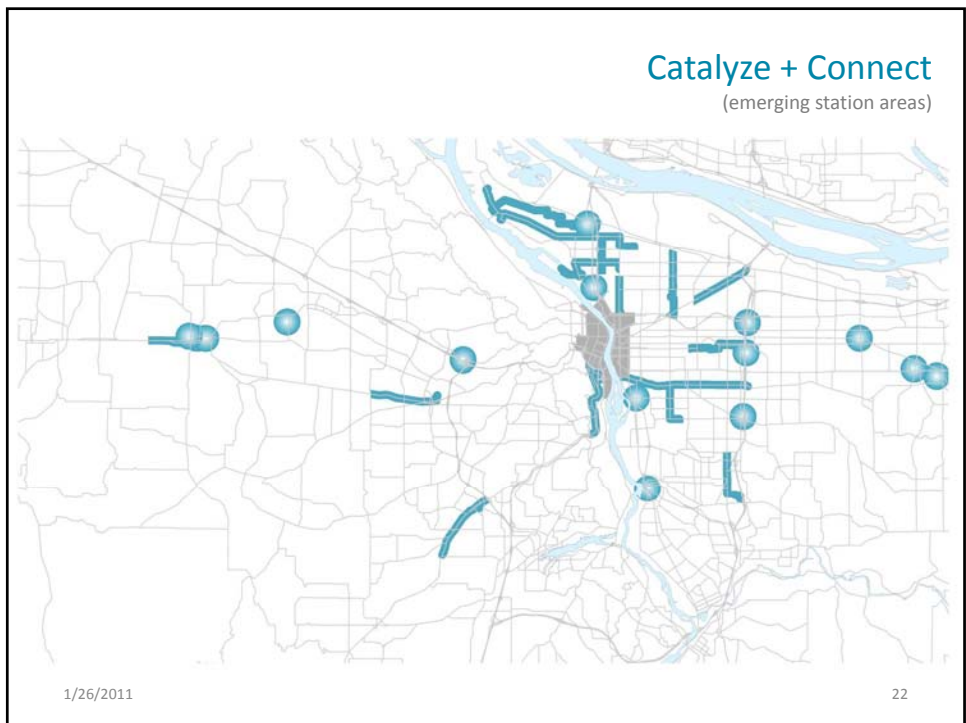 Catalyze + Connect
(emerging station areas)
1/26/2011
22